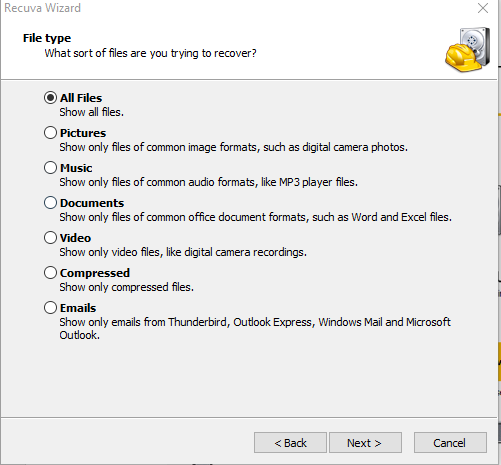 Recuva Wizard
File type
What sort of files are you trying to recover?
All Files
Show all files.
Pictures
Show only files of common image formats, such as digital camera photos.
Music
Show only files of common audio formats, like MP3 player files.
Documents
Show only files of common office document formats, such as Word and Excel files.
Video
Show only video files, like digital camera recordings.
Compressed
Show only compressed files.
Emails
Show only emails from Thunderbird, Outlook Express, Windows Mail and Microsoft
Outlook.
< Back
Next >
Cancel